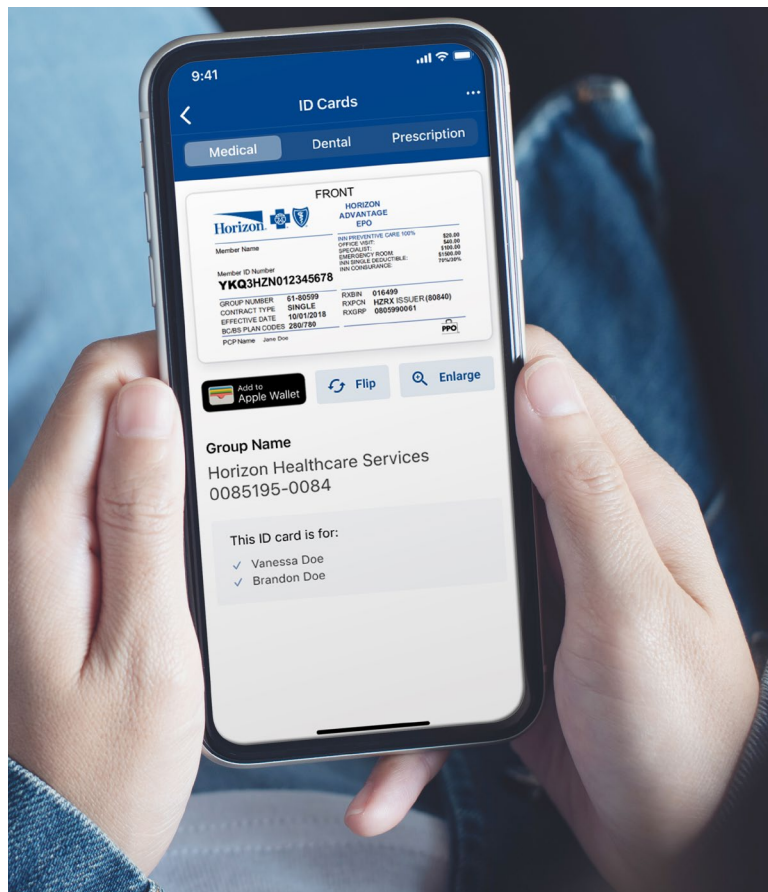 9:41
ID Cards
Medical Dental Prescription
FRONT
Horizon
HORIZON
ADVANTAGE
EPO
Member Name
INN PREVENTIVE CARE 100%
OFFICE VISIT: $20.00
SPECIALIST: $40.00
EMERGENCY ROOM: $100.00
INN SINGLE DEDUCTIBLE: $1500.00
INN COINSURANCE: 70%/30%
Member ID Number
YKQ3HZN012345678
GROUP NUMBER 61-80599
CONTRACT TYPE SINGLE
EFFECTIVE DATE 10/01/2018
BC/BS PLAN CODES 280/780
RXBIN 016499
RXPCN HZRX ISSUER (80840)
RXGRP 0805990061
PCP Name Jane Doe
PPO
Add to
Apple Wallet
Flip
Enlarge
Group Name
Horizon Healthcare Services
0085195-0084
This ID card is for:
Vanessa Doe
Brandon Doe